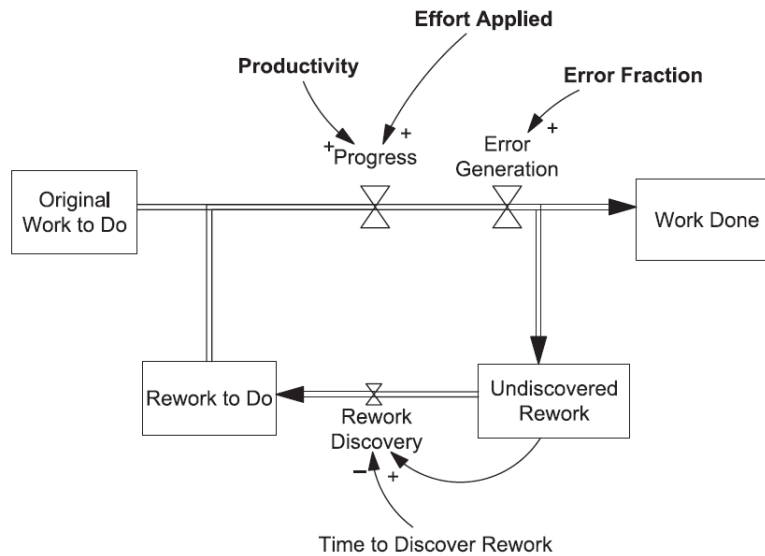 Effort Applied
Productivity
Error Fraction
+
+
+
Progress
Error
Generation
Original
Work to Do
Work Done
Rework to Do
Undiscovered
Rework
Rework
Discovery
−
+
Time to Discover Rework